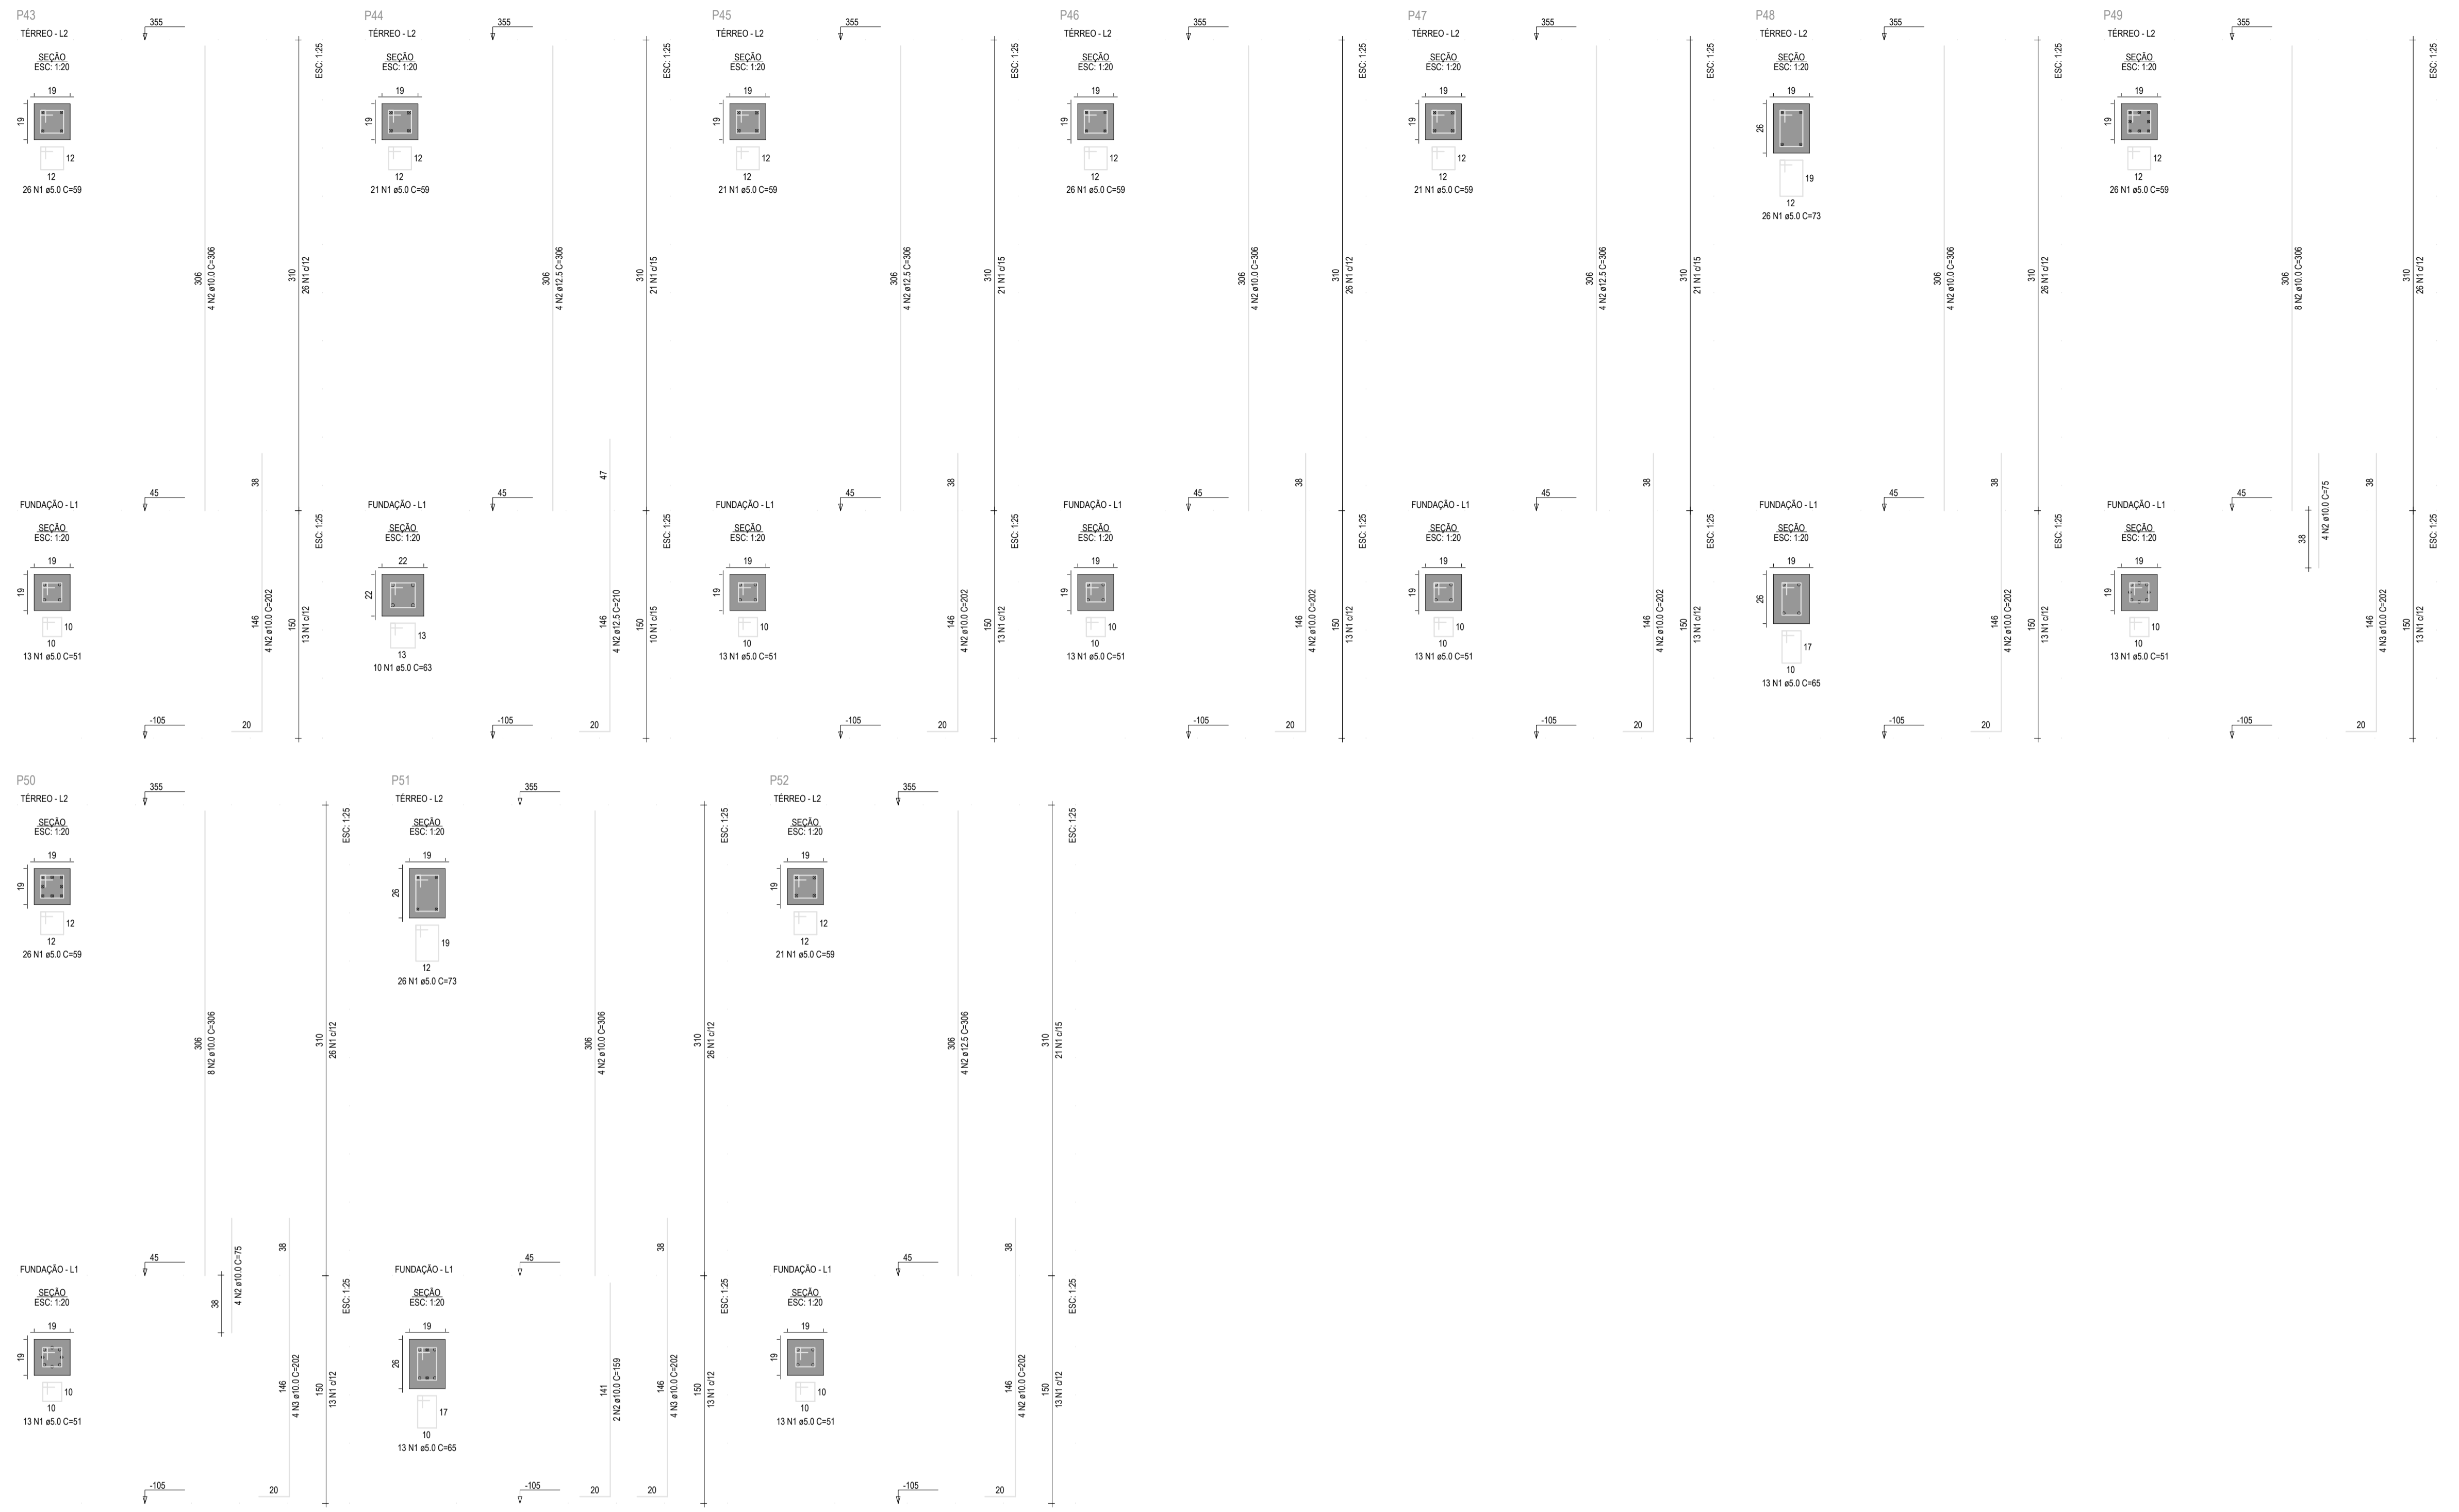 P43
TÉRREO - L2
355
ESC: 1:25
SEÇÃO
ESC: 1:20
19
19
12
12
26 N1 ø5.0 C=59
306
4 N2 ø10.0 C=306
310
26 N1 c/12
38
FUNDAÇÃO - L1
45
ESC: 1:25
SEÇÃO
ESC: 1:20
19
19
10
10
13 N1 ø5.0 C=51
146
4 N2 ø10.0 C=202
150
13 N1 c/12
-105
20
P44
TÉRREO - L2
355
ESC: 1:25
SEÇÃO
ESC: 1:20
19
19
12
12
21 N1 ø5.0 C=59
306
4 N2 ø12.5 C=306
310
21 N1 c/15
47
FUNDAÇÃO - L1
45
ESC: 1:25
SEÇÃO
ESC: 1:20
22
22
13
13
10 N1 ø5.0 C=63
146
4 N2 ø12.5 C=210
150
10 N1 c/15
-105
20
P45
TÉRREO - L2
355
ESC: 1:25
SEÇÃO
ESC: 1:20
19
19
12
12
21 N1 ø5.0 C=59
306
4 N2 ø12.5 C=306
310
21 N1 c/15
38
FUNDAÇÃO - L1
45
ESC: 1:25
SEÇÃO
ESC: 1:20
19
19
10
10
13 N1 ø5.0 C=51
146
4 N2 ø10.0 C=202
150
13 N1 c/12
-105
20
P46
TÉRREO - L2
355
ESC: 1:25
SEÇÃO
ESC: 1:20
19
19
12
12
26 N1 ø5.0 C=59
306
4 N2 ø10.0 C=306
310
26 N1 c/12
38
FUNDAÇÃO - L1
45
ESC: 1:25
SEÇÃO
ESC: 1:20
19
19
10
10
13 N1 ø5.0 C=51
146
4 N2 ø10.0 C=202
150
13 N1 c/12
-105
20
P47
TÉRREO - L2
355
ESC: 1:25
SEÇÃO
ESC: 1:20
19
19
12
12
21 N1 ø5.0 C=59
306
4 N2 ø12.5 C=306
310
21 N1 c/15
38
FUNDAÇÃO - L1
45
ESC: 1:25
SEÇÃO
ESC: 1:20
19
19
10
10
13 N1 ø5.0 C=51
146
4 N2 ø10.0 C=202
150
13 N1 c/12
-105
20
P48
TÉRREO - L2
355
ESC: 1:25
SEÇÃO
ESC: 1:20
19
26
19
12
26 N1 ø5.0 C=73
306
4 N2 ø10.0 C=306
310
26 N1 c/12
38
FUNDAÇÃO - L1
45
ESC: 1:25
SEÇÃO
ESC: 1:20
19
26
17
10
13 N1 ø5.0 C=65
146
4 N2 ø10.0 C=202
150
13 N1 c/12
-105
20
P49
TÉRREO - L2
355
ESC: 1:25
SEÇÃO
ESC: 1:20
19
19
12
12
26 N1 ø5.0 C=59
306
8 N2 ø10.0 C=306
310
26 N1 c/12
38
FUNDAÇÃO - L1
45
ESC: 1:25
SEÇÃO
ESC: 1:20
19
19
10
10
13 N1 ø5.0 C=51
38
4 N2 ø10.0 C=75
146
4 N3 ø10.0 C=202
150
13 N1 c/12
-105
20
P50
TÉRREO - L2
355
ESC: 1:25
SEÇÃO
ESC: 1:20
19
19
12
12
26 N1 ø5.0 C=59
306
8 N2 ø10.0 C=306
310
26 N1 c/12
38
FUNDAÇÃO - L1
45
ESC: 1:25
SEÇÃO
ESC: 1:20
19
19
10
10
13 N1 ø5.0 C=51
38
4 N2 ø10.0 C=75
146
4 N3 ø10.0 C=202
150
13 N1 c/12
-105
20
P51
TÉRREO - L2
355
ESC: 1:25
SEÇÃO
ESC: 1:20
19
26
19
12
26 N1 ø5.0 C=73
306
4 N2 ø10.0 C=306
310
26 N1 c/12
38
FUNDAÇÃO - L1
45
ESC: 1:25
SEÇÃO
ESC: 1:20
19
26
17
10
13 N1 ø5.0 C=65
141
2 N2 ø10.0 C=159
146
4 N3 ø10.0 C=202
150
13 N1 c/12
-105
20
20
P52
TÉRREO - L2
355
ESC: 1:25
SEÇÃO
ESC: 1:20
19
19
12
12
21 N1 ø5.0 C=59
306
4 N2 ø12.5 C=306
310
21 N1 c/15
38
FUNDAÇÃO - L1
45
ESC: 1:25
SEÇÃO
ESC: 1:20
19
19
10
10
13 N1 ø5.0 C=51
146
4 N2 ø10.0 C=202
150
13 N1 c/12
-105
20